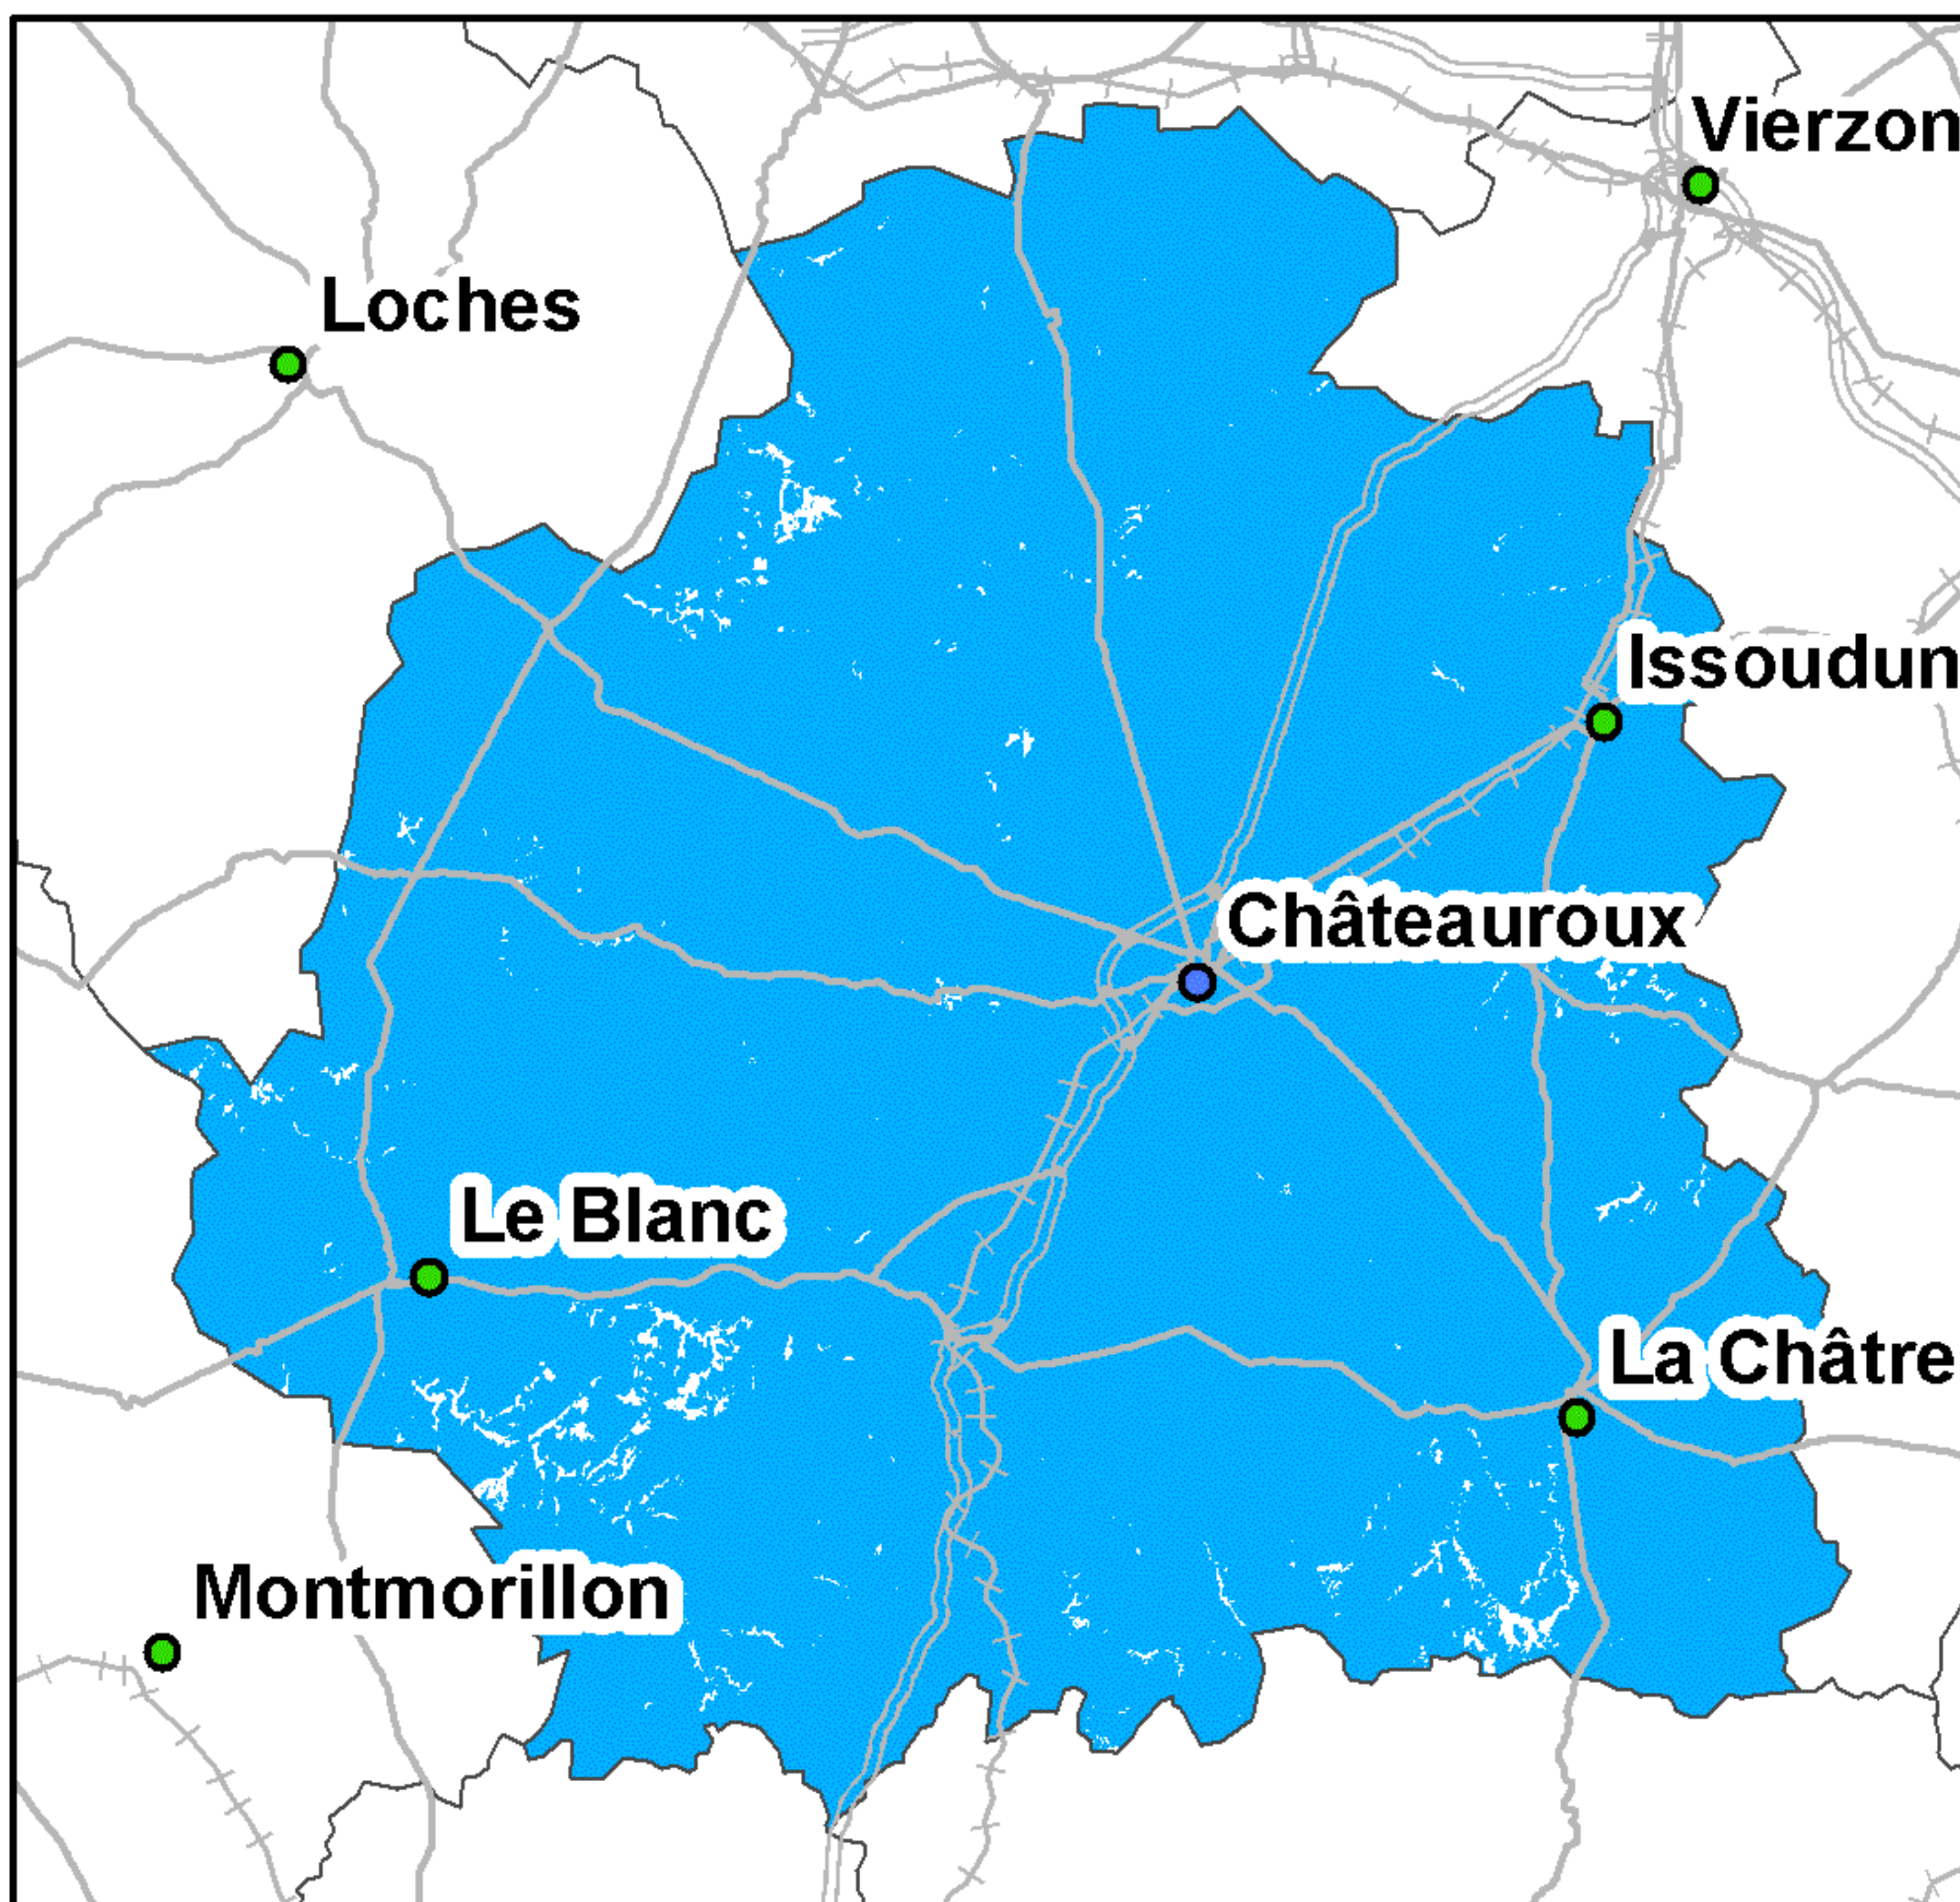 Vierzon
Loches
Issoudun
Châteauroux
Le Blanc
La Châtre
Montmorillon